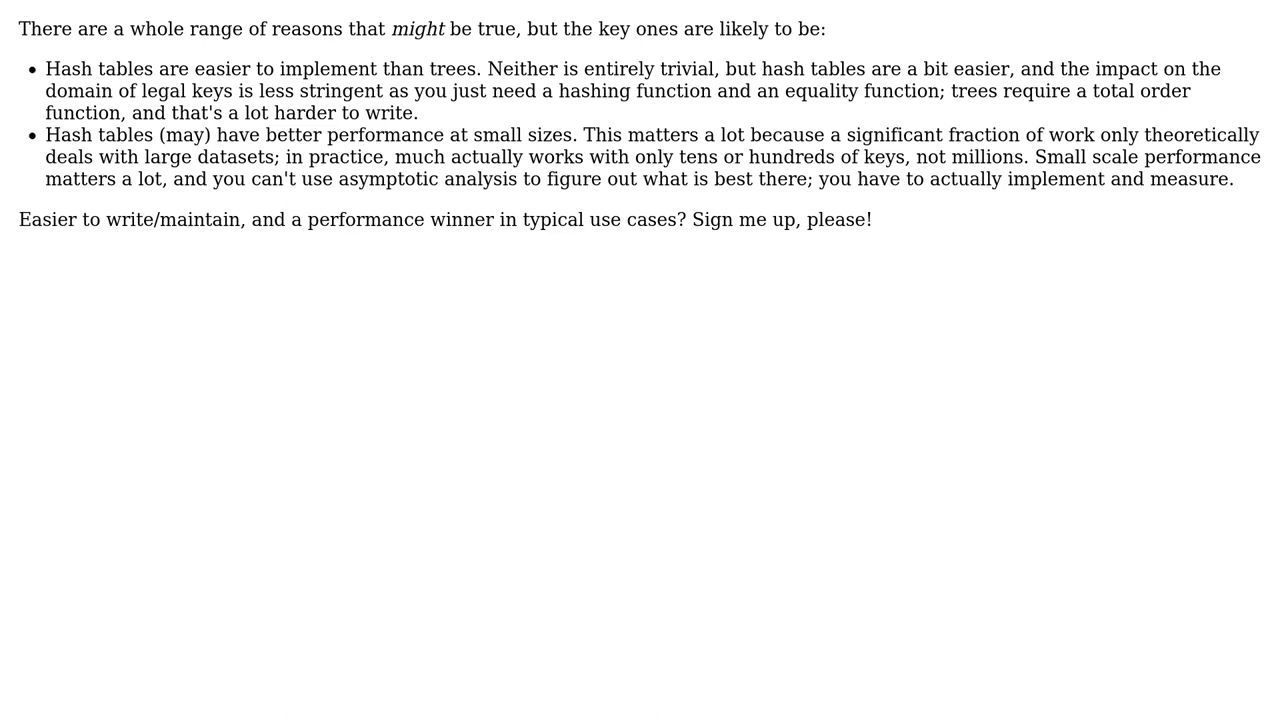 There are a whole range of reasons that might be true, but the key ones are likely to be:
• Hash tables are easier to implement than trees. Neither is entirely trivial, but hash tables are a bit easier, and the impact on the
domain of legal keys is less stringent as you just need a hashing function and an equality function; trees require a total order
function, and that's a lot harder to write.
• Hash tables (may) have better performance at small sizes. This matters a lot because a significant fraction of work only theoretically
deals with large datasets; in practice, much actually works with only tens or hundreds of keys, not millions. Small scale performance
matters a lot, and you can't use asymptotic analysis to figure out what is best there; you have to actually implement and measure.
Easier to write/maintain, and a performance winner in typical use cases? Sign me up, please!